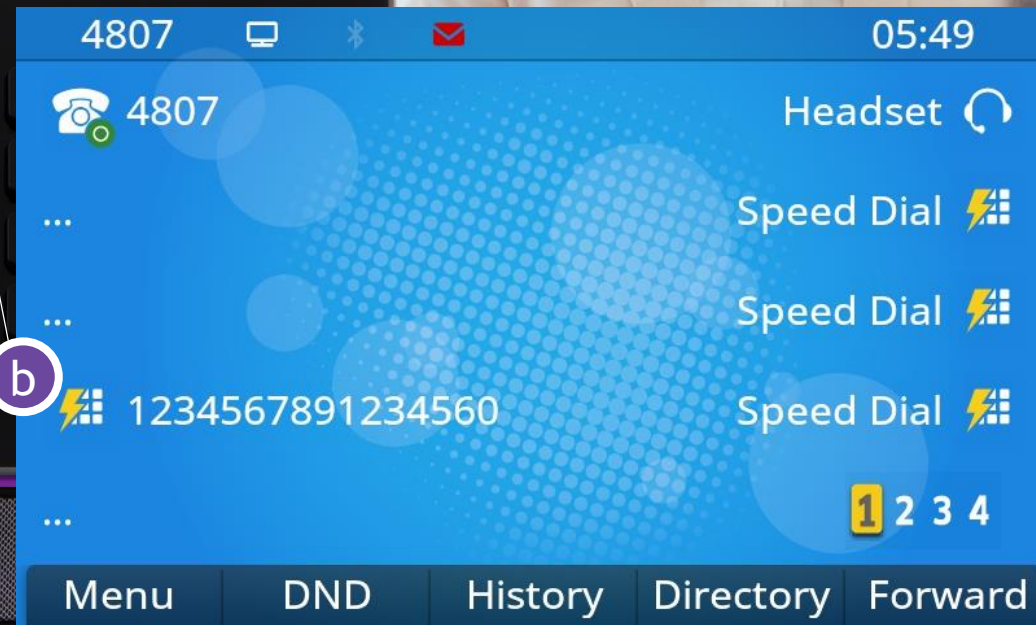 4807 05:49
4807 Headset
... Speed Dial
... Speed Dial
b
1234567891234560 Speed Dial
... 1 2 3 4
Menu DND History Directory Forward